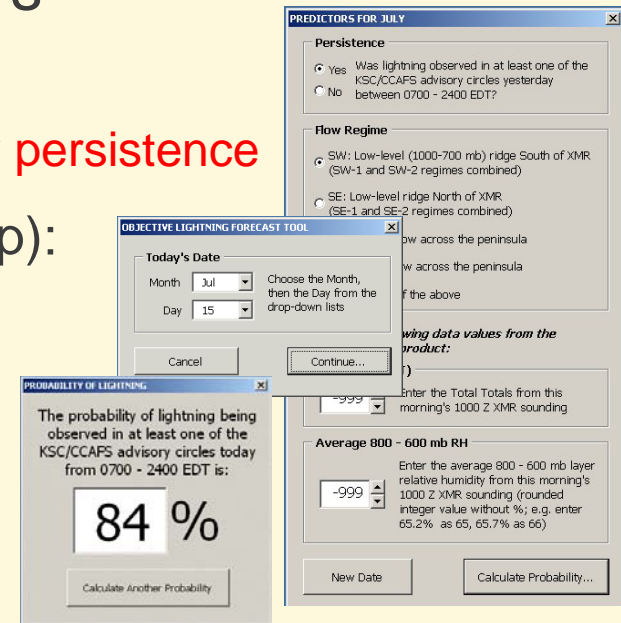 persistence
p):
PREDICTORS FOR JULY
Persistence
Yes
No
Was lightning observed in at least one of the
KSC/CCAFS advisory circles yesterday
between 0700 - 2400 EDT?
Flow Regime
SW: Low-level (1000-700 mb) ridge South of XMR
(SW-1 and SW-2 regimes combined)
SE: Low-level ridge North of XMR
(SE-1 and SE-2 regimes combined)
across the peninsula
across the peninsula
the above
data values from the
-999
Enter the Total Totals from this
morning's 1000 Z XMR sounding
Average 800 - 600 mb RH
-999
Enter the average 800 - 600 mb layer
relative humidity from this morning's
1000 Z XMR sounding (rounded
integer value without %; e.g. enter
65.2% as 65, 65.7% as 66)
New Date
Calculate Probability...
OBJECTIVE LIGHTNING FORECAST TOOL
Today's Date
Month Jul
Day 15
Choose the Month,
then the Day from the
drop-down lists
Cancel
Continue...
PROBABILITY OF LIGHTNING
The probability of lightning being
observed in at least one of the
KSC/CCAFS advisory circles today
from 0700 - 2400 EDT is:
84 %
Calculate Another Probability